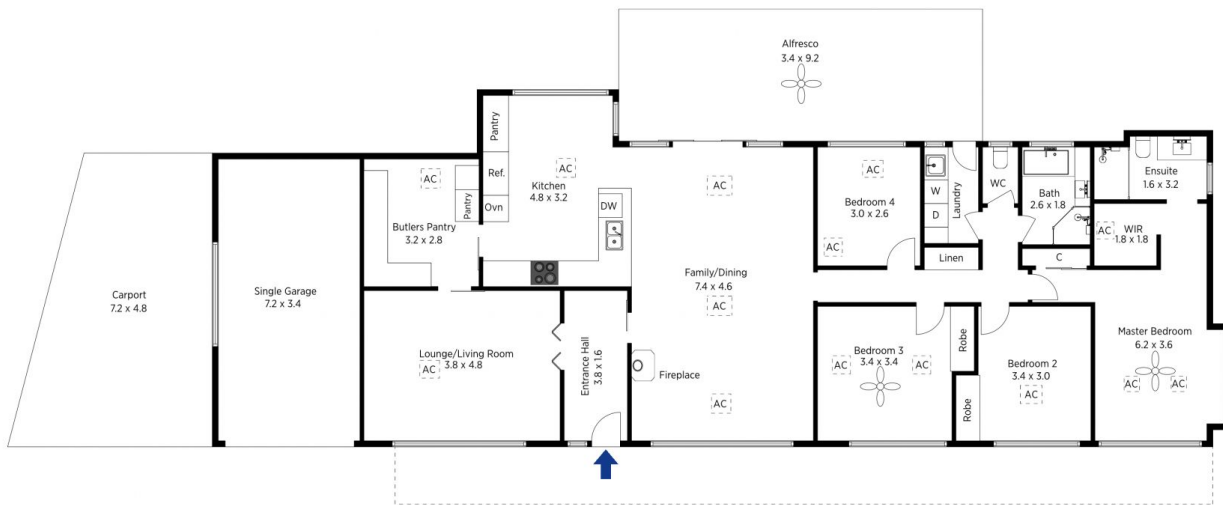 Alfresco
3.4 x 9.2
Pantry
Ref.
Ovn
AC
Kitchen
4.8 x 3.2
DW
AC
Pantry
Butlers Pantry
3.2 x 2.8
AC
Family/Dining
7.4 x 4.6
AC
AC
Fireplace
AC
Bedroom 4
3.0 x 2.6
AC
W
D
Laundry
WC
Bath
2.6 x 1.8
Ensuite
1.6 x 3.2
AC
WIR
1.8 x 1.8
Linen
C
Carport
7.2 x 4.8
Single Garage
7.2 x 3.4
Lounge/Living Room
3.8 x 4.8
AC
Entrance Hall
3.8 x 1.6
Bedroom 3
3.4 x 3.4
AC
AC
Robe
Robe
Bedroom 2
3.4 x 3.0
AC
Master Bedroom
6.2 x 3.6
AC
AC